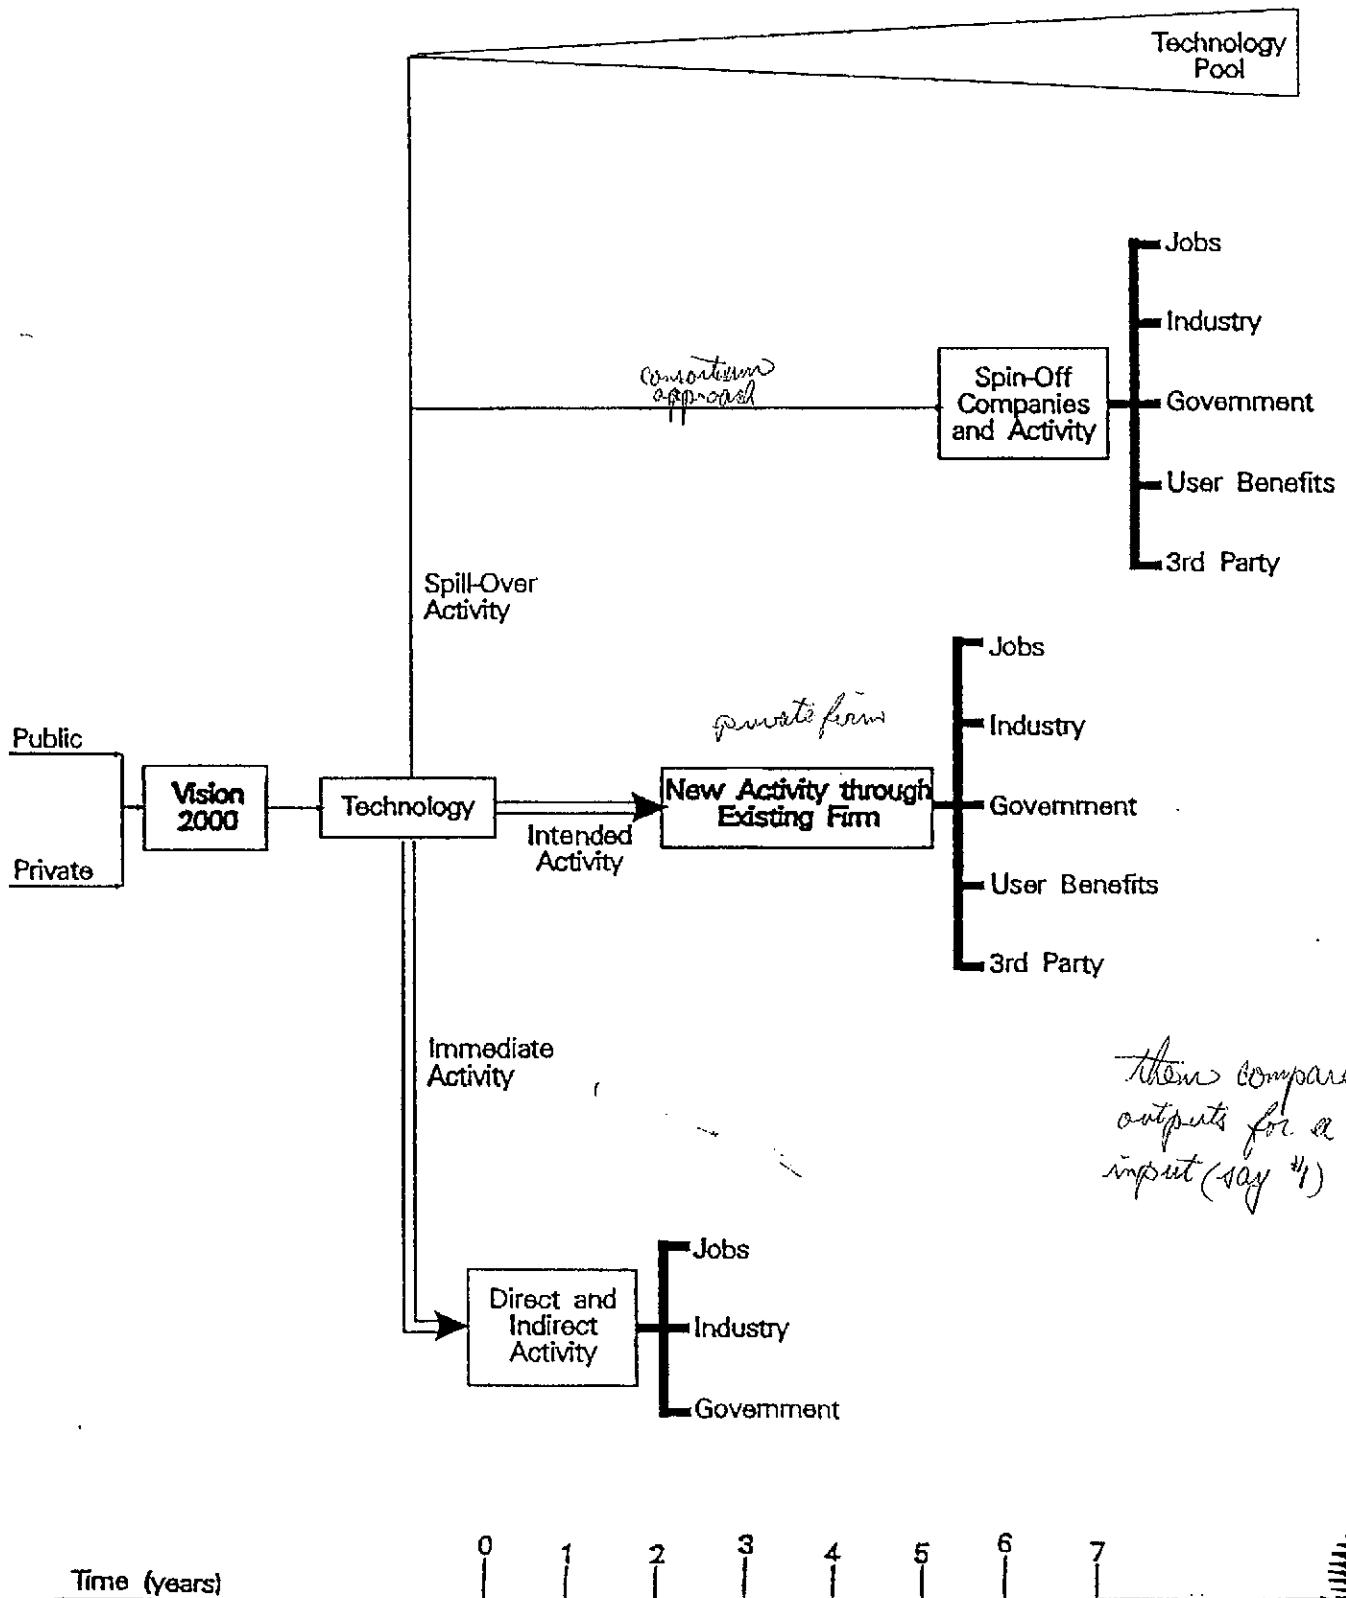 Technology
Pool
Jobs
Industry
consortium
approach
Spin-Off
Companies
and Activity
Government
User Benefits
3rd Party
Spill-Over
Activity
Jobs
private firm
Industry
Public
Vision
2000
Technology
New Activity through
Existing Firm
Government
Intended
Activity
Private
User Benefits
3rd Party
Immediate
Activity
then compare
outputs for a
input (say $1)
Jobs
Direct and
Indirect
Activity
Industry
Government
0 1 2 3 4 5 6 7
Time (years)